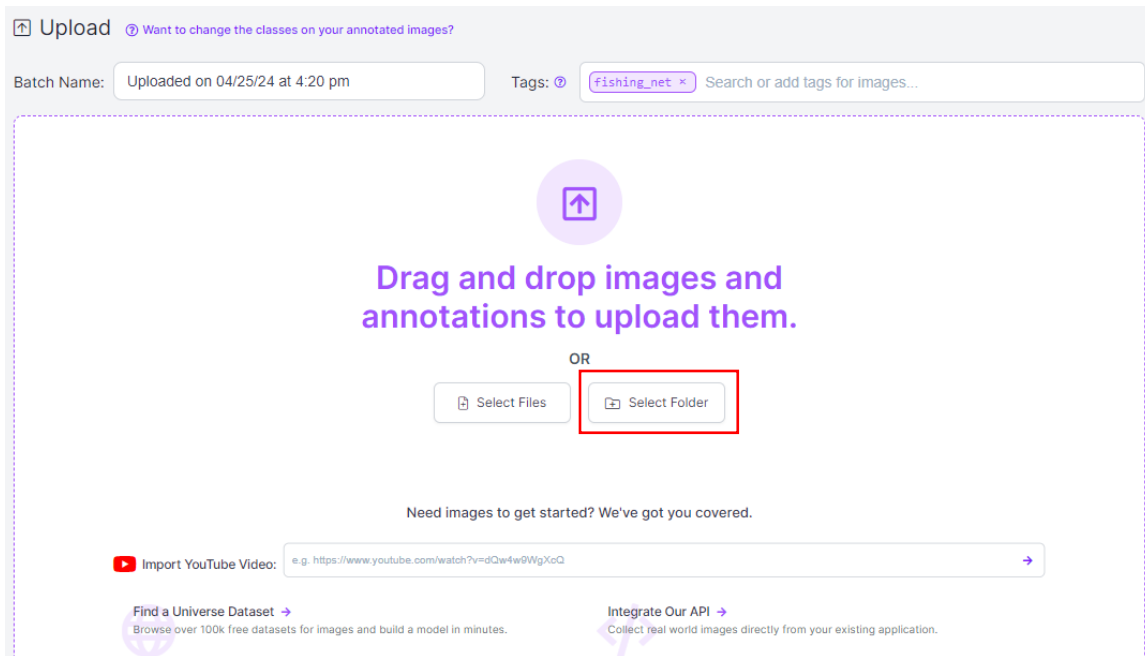 Upload Want to change the classes on your annotated images?
Batch Name: Uploaded on 04/25/24 at 4:20 pm Tags: fishing_net × Search or add tags for images...
Drag and drop images and
annotations to upload them.
OR
Select Files Select Folder
Need images to get started? We've got you covered.
Import YouTube Video: e.g. https://www.youtube.com/watch?v=dQw4w9WgXcQ
Find a Universe Dataset → Integrate Our API →
Browse over 100k free datasets for images and build a model in minutes. Collect real world images directly from your existing application.